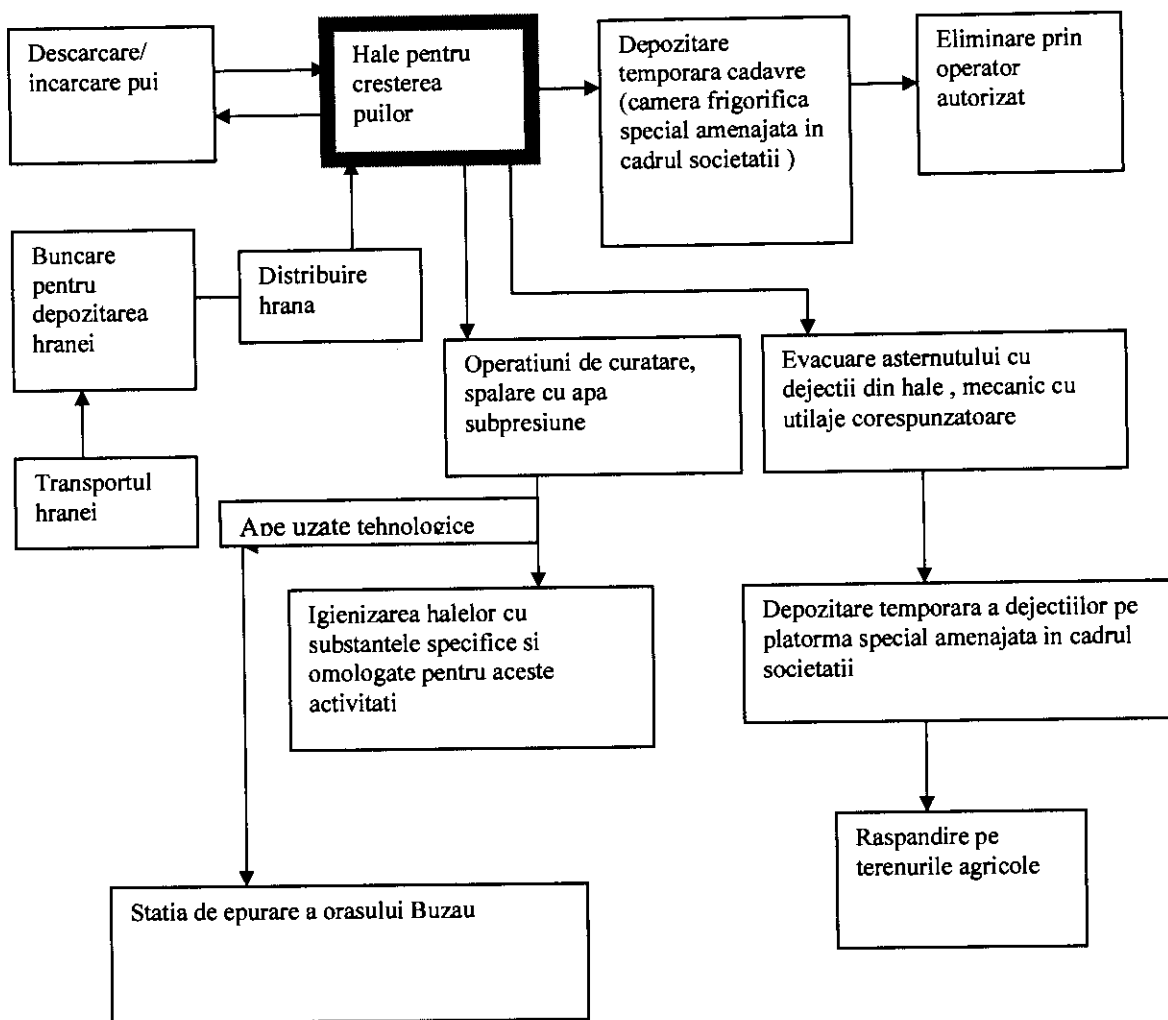 Descarcare/
incarcare pui
Hale pentru
cresterea
puilor
Depozitare
temporara cadavre
(camera frigorifica
special amenajata in
cadrul societatii )
Eliminare prin
operator
autorizat
Buncare
pentru
depozitarea
hranei
Distribuire
hrana
Operatiuni de curatare,
spalare cu apa
subpresiune
Evacuare asternutului cu
dejectii din hale , mecanic cu
utilaje corespunzatoare
Transportul
hranei
Ape uzate tehnologice
Igienizarea halelor cu
substantele specifice si
omologate pentru aceste
activitati
Depozitare temporara a dejectiilor pe
platorma special amenajata in cadrul
societatii
Raspandire pe
terenurile agricole
Statia de epurare a orasului Buzau